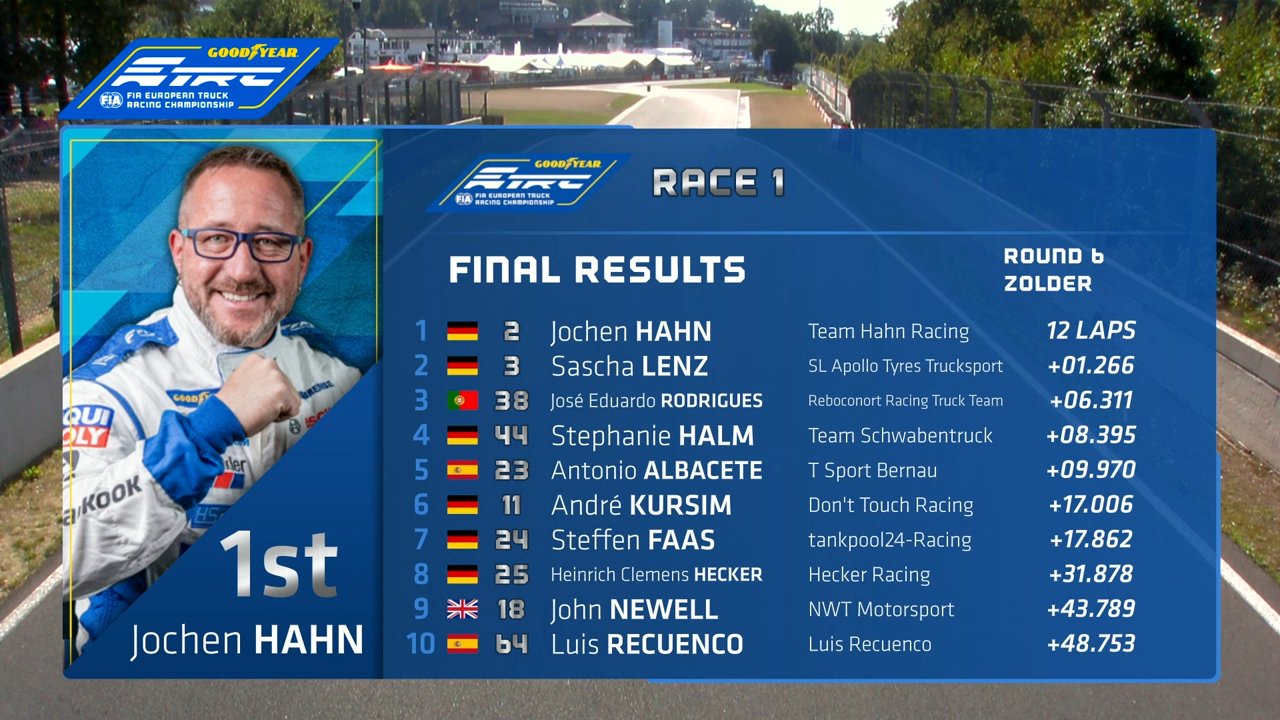 GOODYEAR
ETRC
FIA EUROPEAN TRUCK
RACING CHAMPIONSHIP
GOODYEAR
ETRC
FIA EUROPEAN TRUCK
RACING CHAMPIONSHIP
RACE 1
FINAL RESULTS
ROUND 6
ZOLDER
1 2 Jochen HAHN Team Hahn Racing 12 LAPS
2 3 Sascha LENZ SL Apollo Tyres Trucksport +01.266
3 38 José Eduardo RODRIGUES Reboconort Racing Truck Team +06.311
4 44 Stephanie HALM Team Schwabentruck +08.395
5 23 Antonio ALBACETE T Sport Bernau +09.970
6 11 André KURSIM Don't Touch Racing +17.006
7 24 Steffen FAAS tankpool24-Racing +17.862
8 25 Heinrich Clemens HECKER Hecker Racing +31.878
9 18 John NEWELL NWT Motorsport +43.789
10 64 Luis RECUENCO Luis Recuenco +48.753
QUI
OLY
ankook
1st
Jochen HAHN